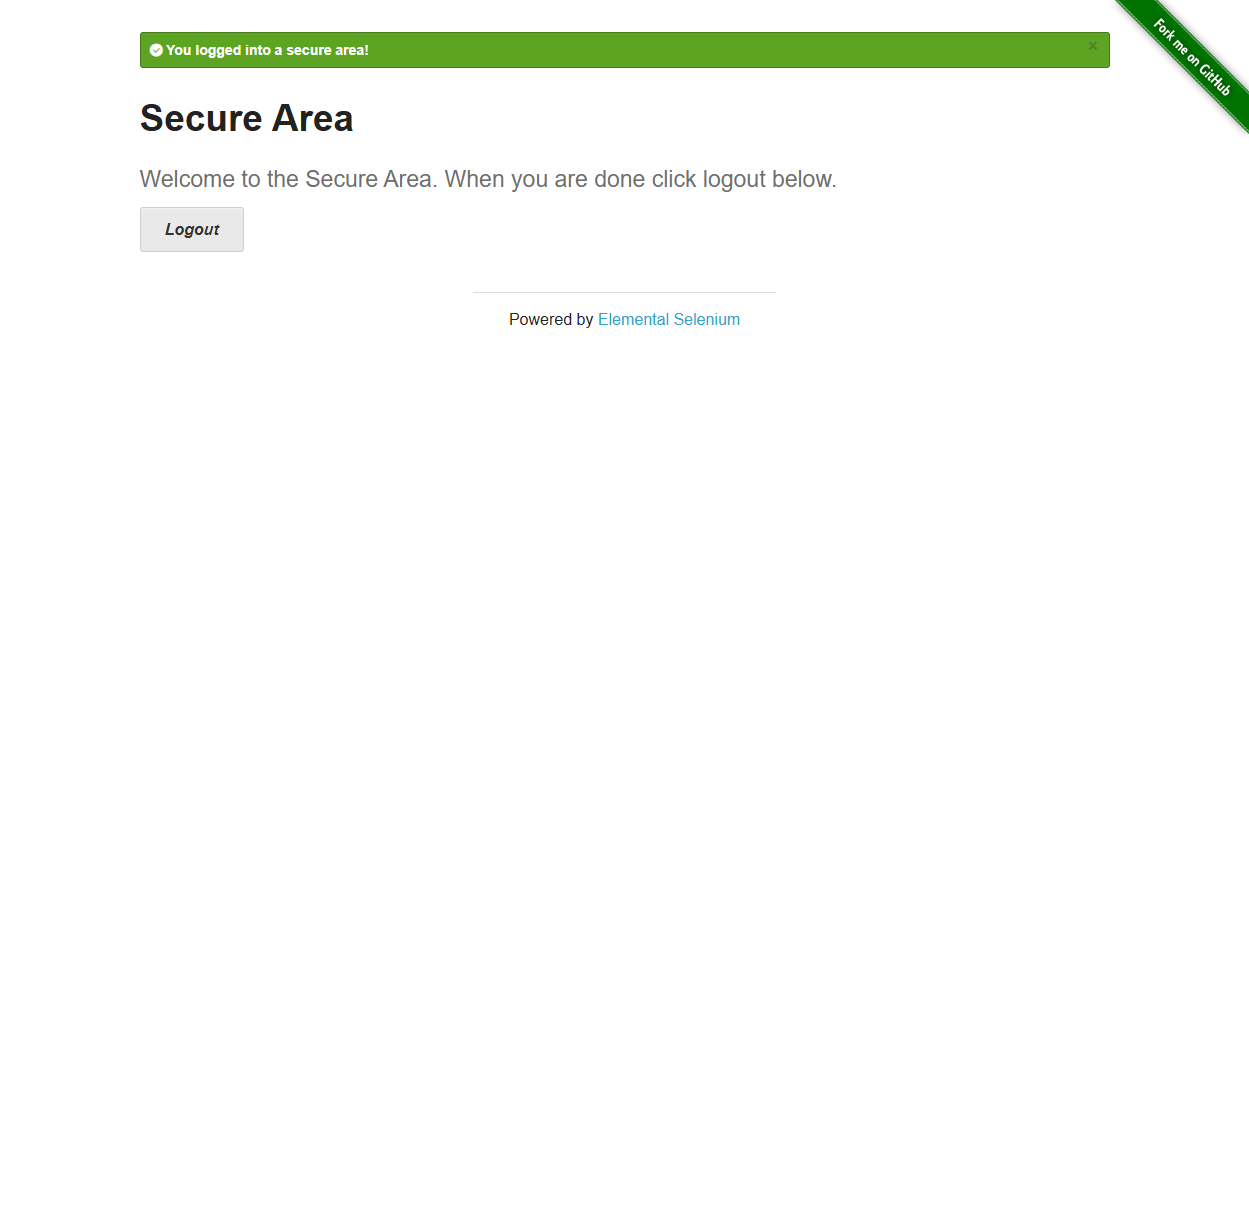 You logged into a secure area!
×
Fork me on GitHub
Secure Area
Welcome to the Secure Area. When you are done click logout below.
Logout
Powered by Elemental Selenium